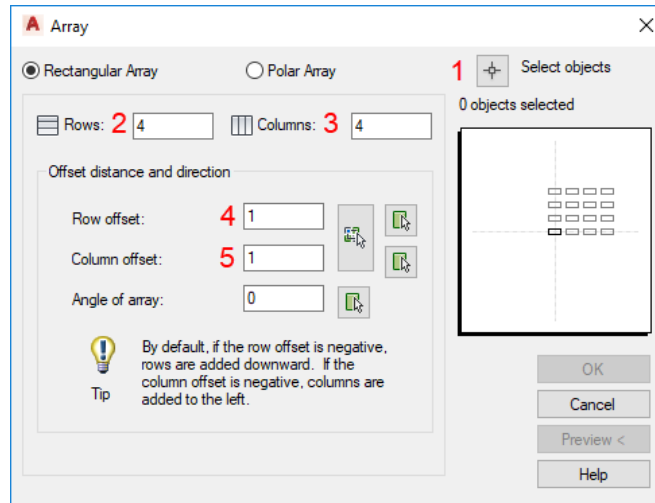 A Array
Rectangular Array Polar Array 1 Select objects
0 objects selected
Rows: 2 4 Columns: 3 4
Offset distance and direction
Row offset: 4 1
Column offset: 5 1
Angle of array: 0
By default, if the row offset is negative,
rows are added downward. If the
column offset is negative, columns are
added to the left.
Tip
OK
Cancel
Preview <
Help